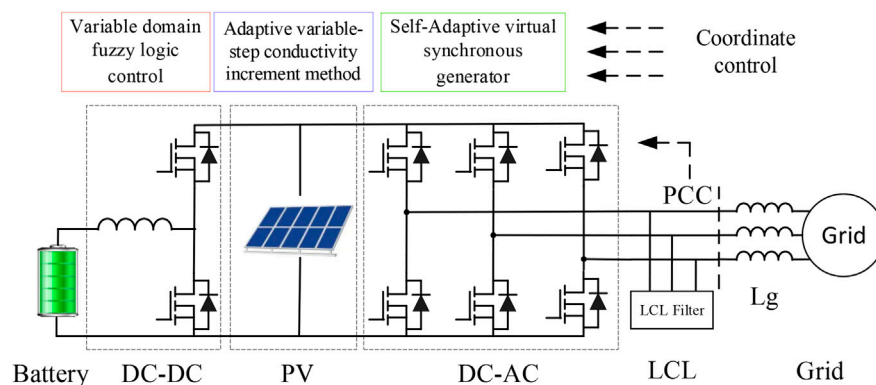 Variable domain
fuzzy logic
control
Adaptive variable-
step conductivity
increment method
Self-Adaptive virtual
synchronous
generator
Coordinate
control
PCC
Grid
LCL Filter
Lg
Battery
DC-DC
PV
DC-AC
LCL
Grid